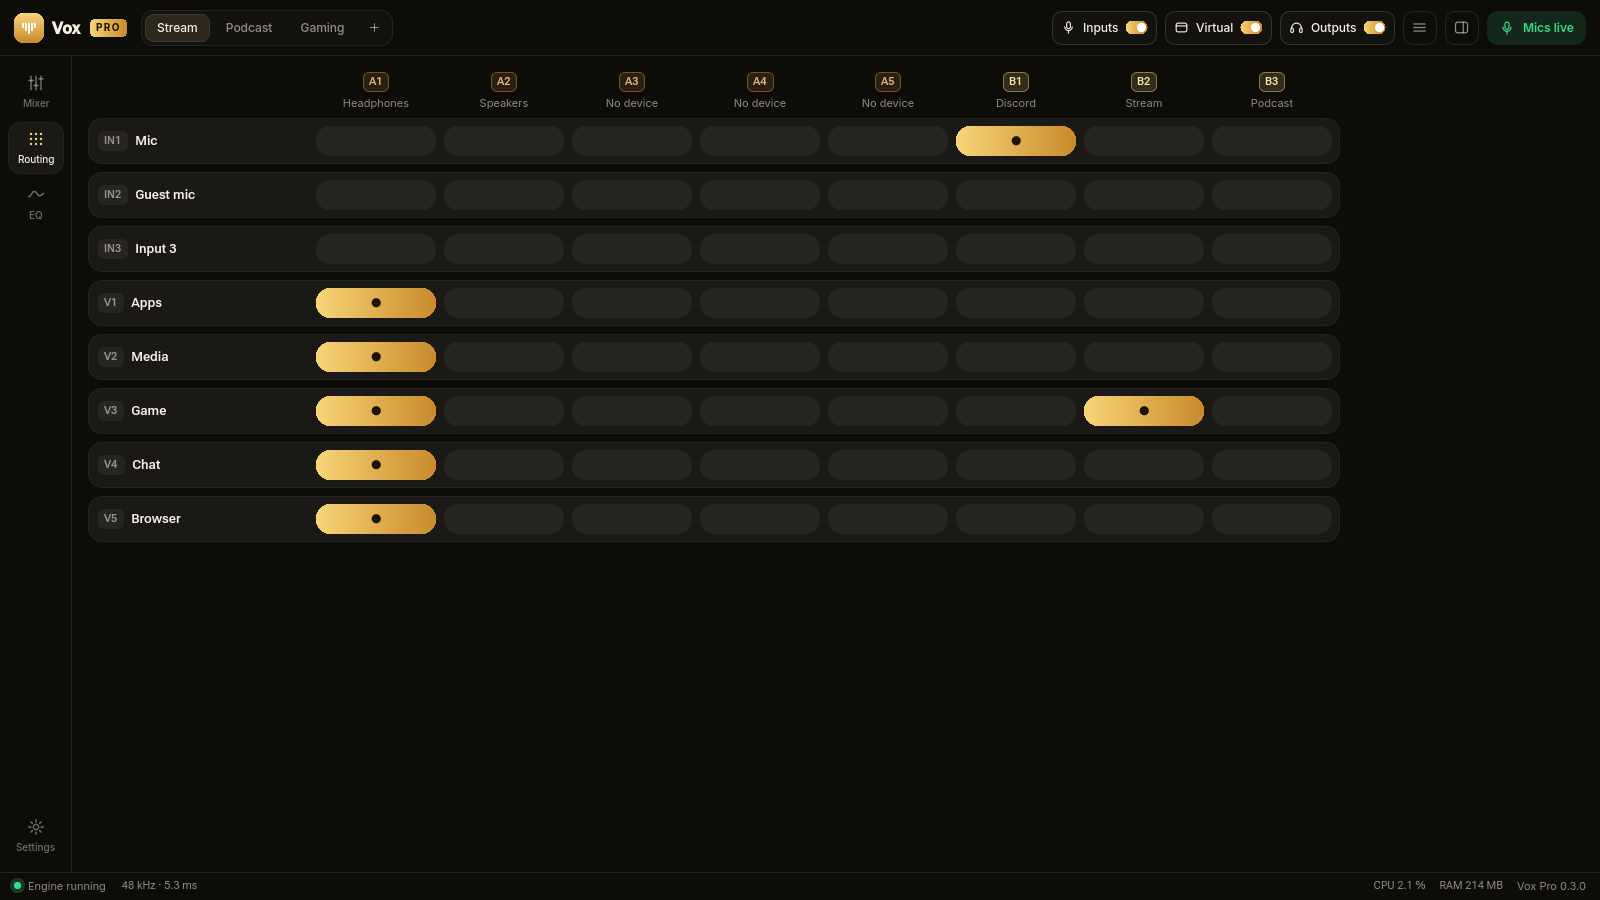 Vox PRO Stream Podcast Gaming + Inputs Virtual Outputs Mics live
Mixer
Routing
EQ
Settings
A1 A2 A3 A4 A5 B1 B2 B3
Headphones Speakers No device No device No device Discord Stream Podcast
IN1 Mic
IN2 Guest mic
IN3 Input 3
V1 Apps
V2 Media
V3 Game
V4 Chat
V5 Browser
Engine running 48 kHz · 5.3 ms CPU 2.1 % RAM 214 MB Vox Pro 0.3.0